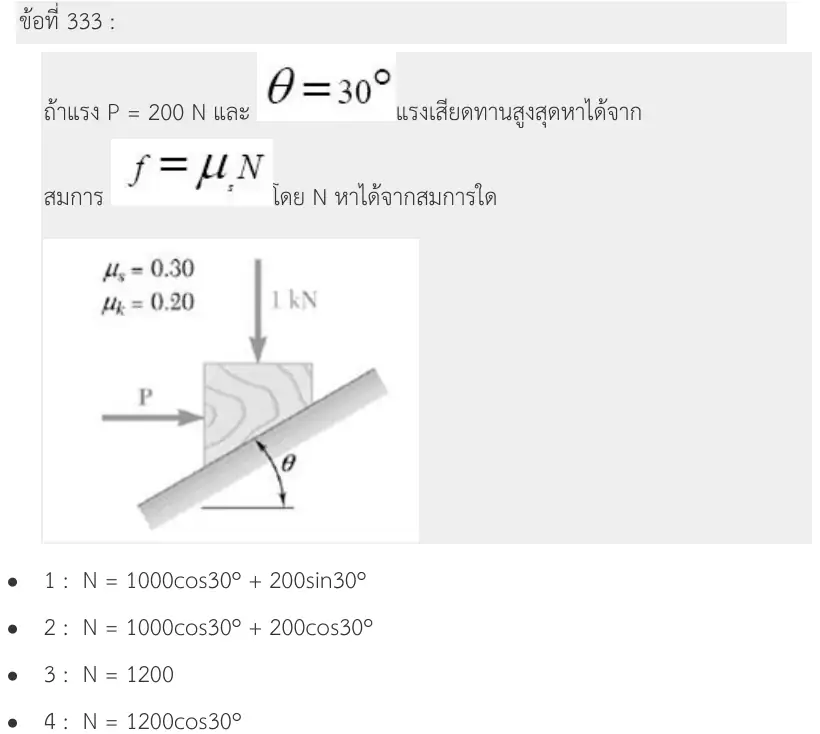 ข้อที่ 333 :
ถ้าแรง P = 200 N และ θ = 30° แรงเสียดทานสูงสุดหาได้จาก
สมการ f = μₛN โดย N หาได้จากสมการใด
μₛ = 0.30
μₖ = 0.20
1 kN
P
θ
• 1 : N = 1000cos30° + 200sin30°
• 2 : N = 1000cos30° + 200cos30°
• 3 : N = 1200
• 4 : N = 1200cos30°